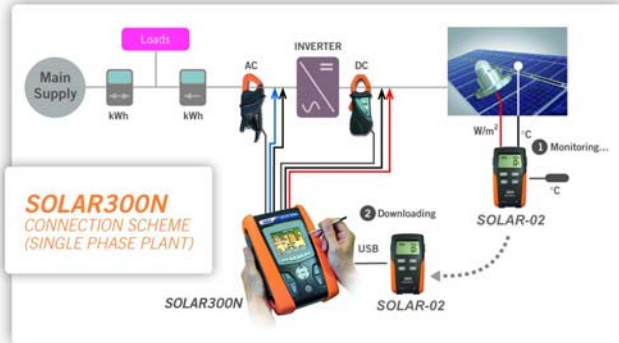 Loads
Main
Supply
kWh
kWh
AC
INVERTER
DC
W/m²
°C
1 Monitoring...
°C
SOLAR-02
SOLAR300N
CONNECTION SCHEME
(SINGLE PHASE PLANT)
2 Downloading
USB
SOLAR300N
SOLAR-02